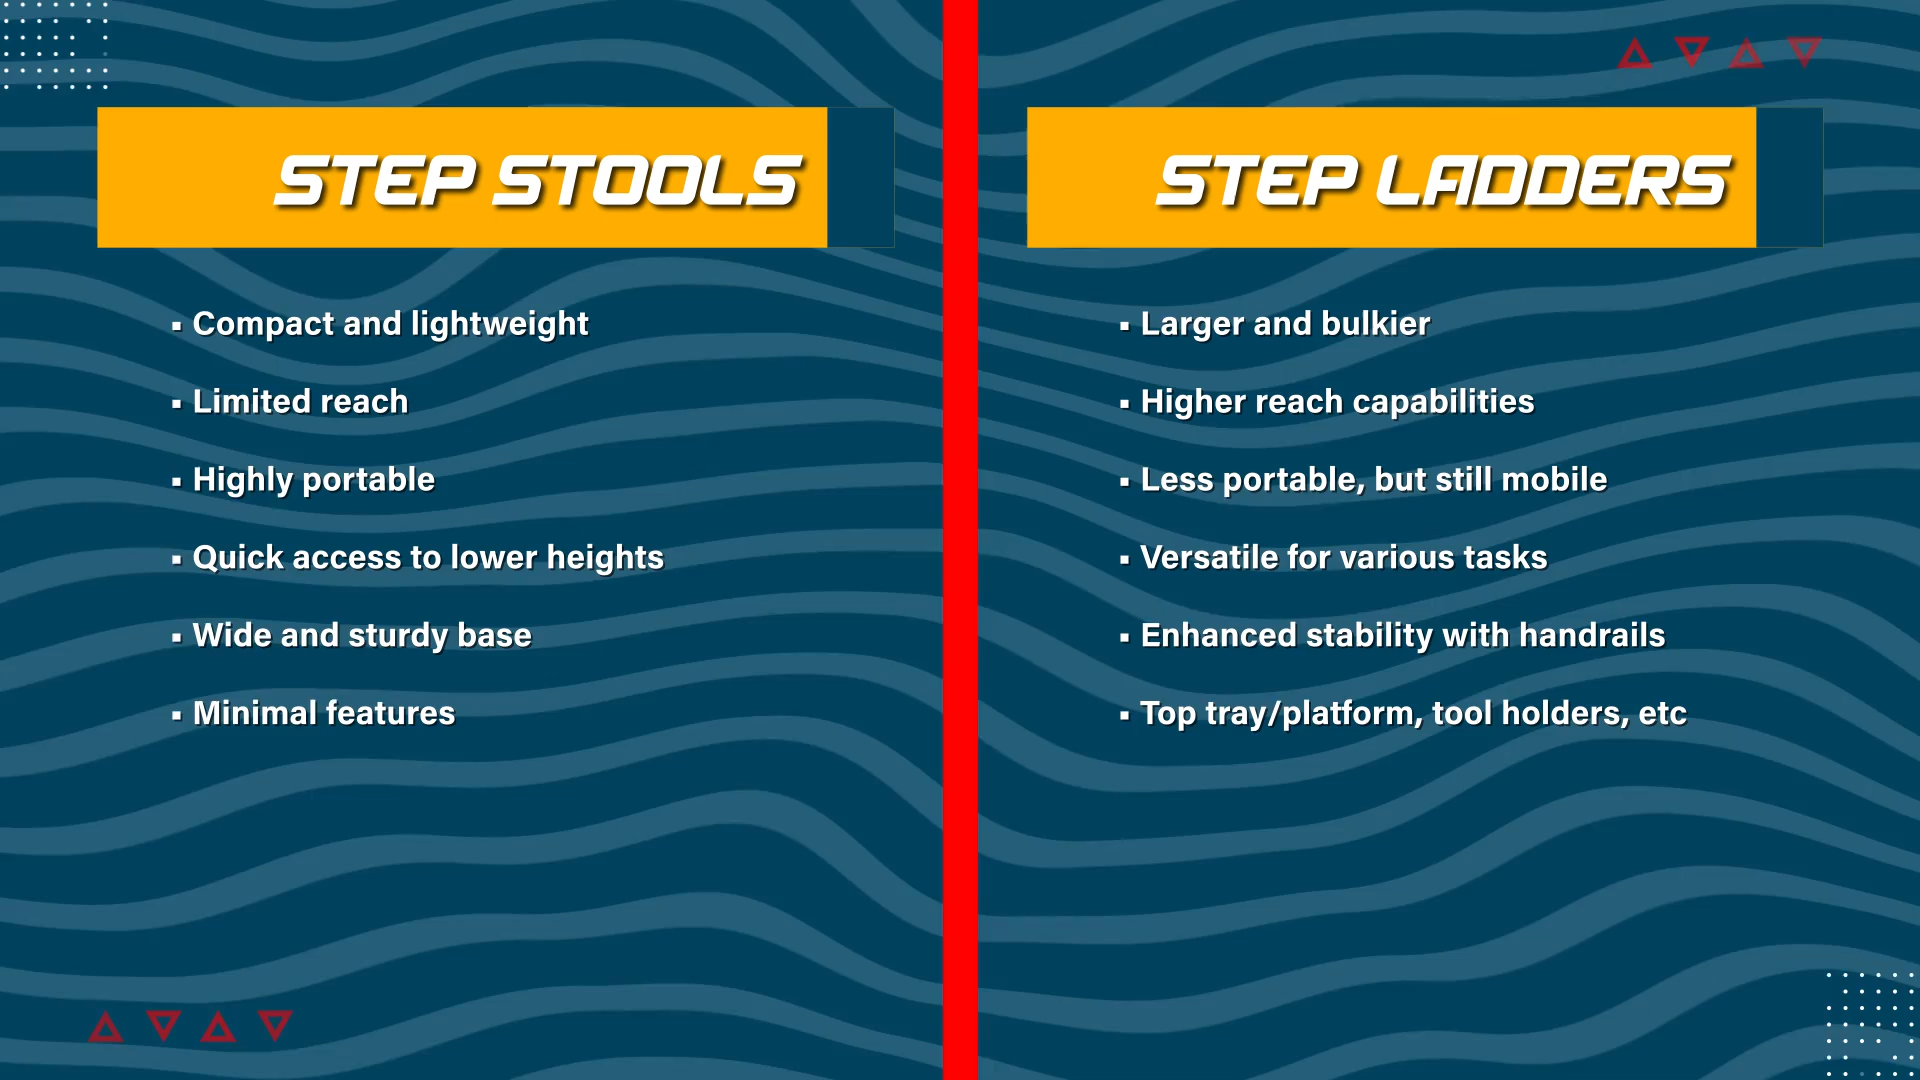 STEP STOOLS
▪ Compact and lightweight
▪ Limited reach
▪ Highly portable
▪ Quick access to lower heights
▪ Wide and sturdy base
▪ Minimal features
STEP LADDERS
▪ Larger and bulkier
▪ Higher reach capabilities
▪ Less portable, but still mobile
▪ Versatile for various tasks
▪ Enhanced stability with handrails
▪ Top tray/platform, tool holders, etc